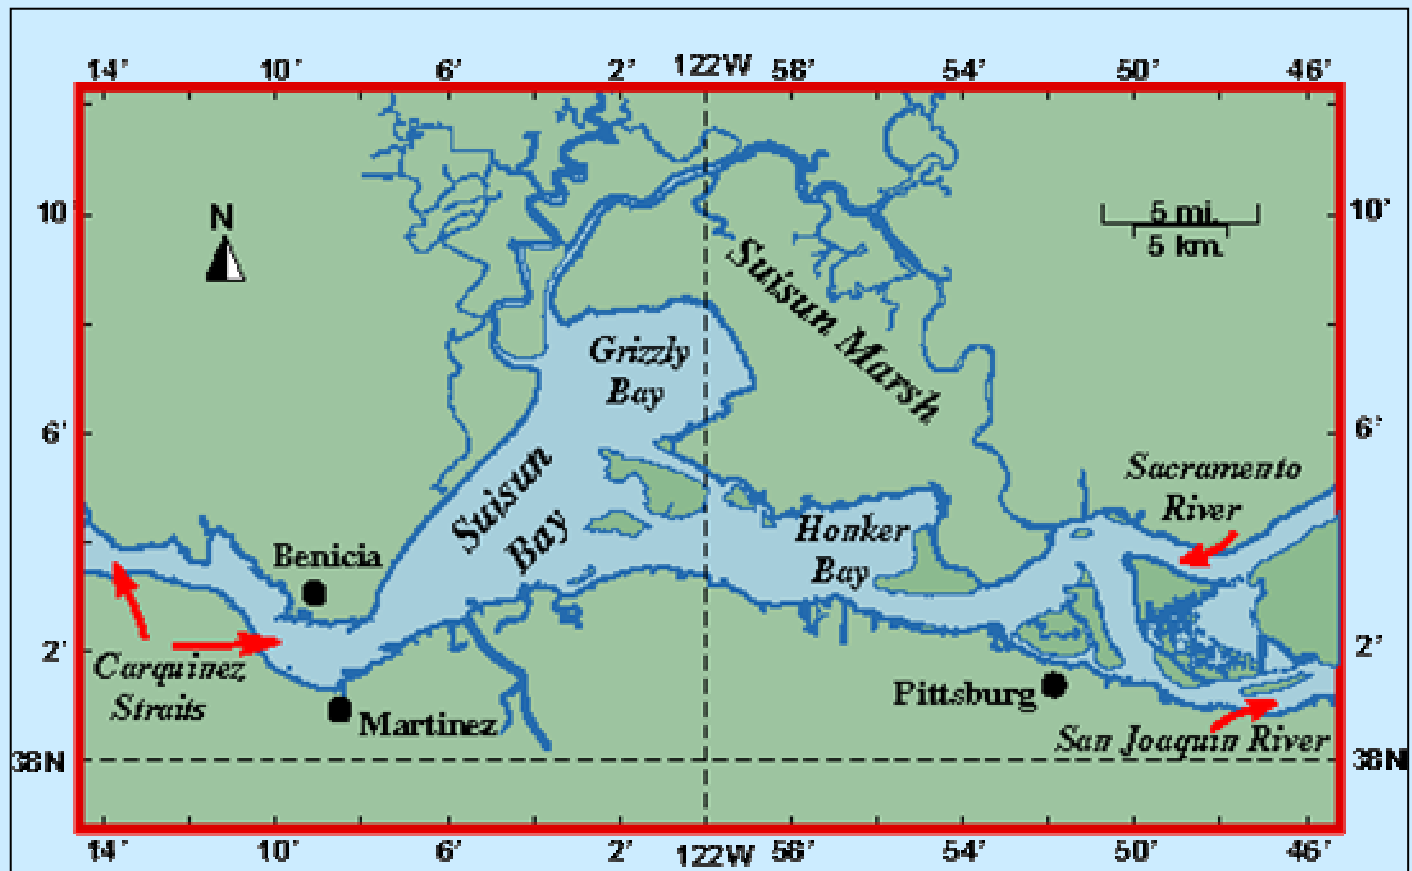 14' 10' 6' 2' 122W 56' 54' 50' 46'
N
10' 10'
5 mi.
5 km.
Suisun Marsh
Grizzly
Bay
6' 6'
Suisun
Bay
Sacramento
River
Honker
Bay
Benicia
2' 2'
Carquinez
Straits
Pittsburg
Martinez
San Joaquin River
38N 38N
14' 10' 6' 2' 122W 56' 54' 50' 46'